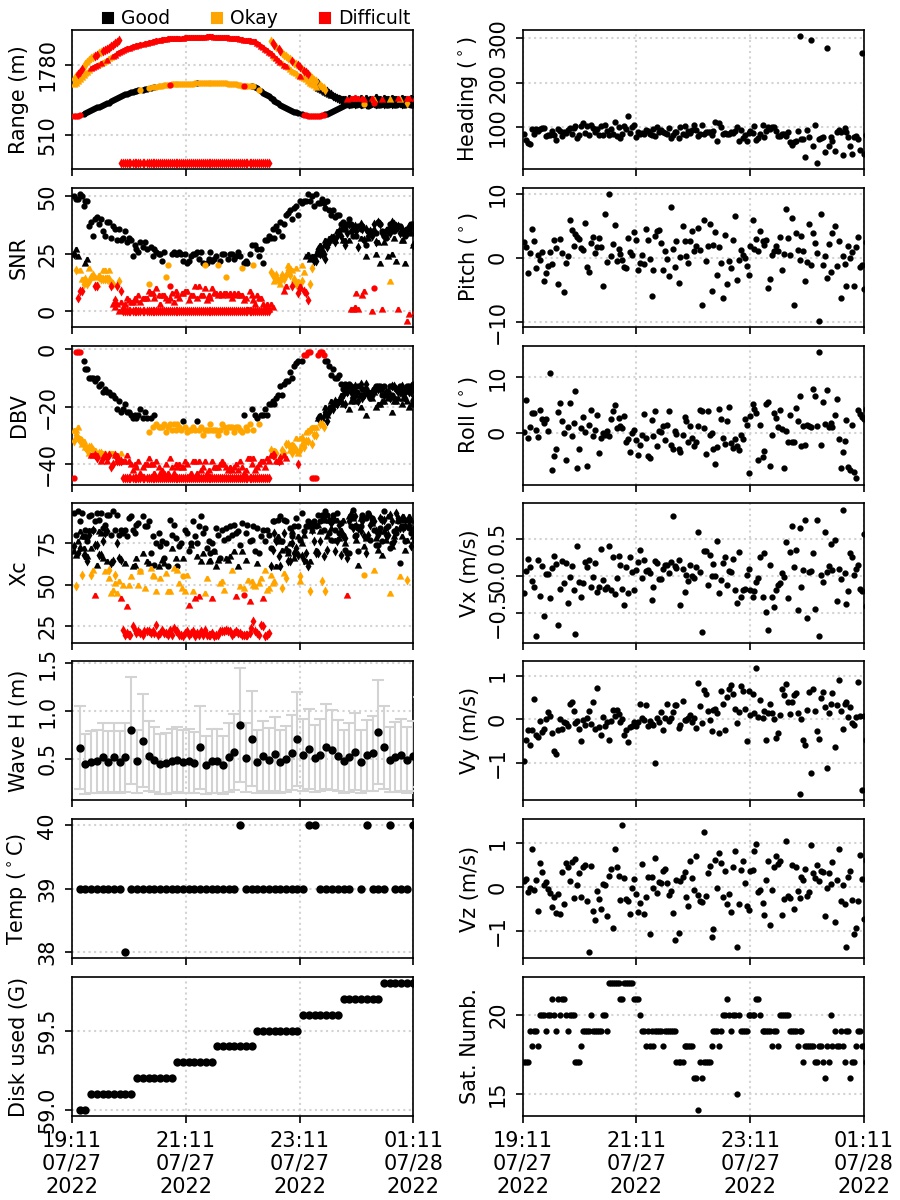 Good Okay Difficult
Range (m)
1780
510
SNR
50
25
0
DBV
0
−20
−40
Xc
75
50
25
Wave H (m)
1.5
1.0
0.5
Temp (°C)
40
39
38
Disk used (G)
59.5
59.0
19:11 21:11 23:11 01:11
07/27 07/27 07/27 07/28
2022 2022 2022 2022
Heading (°)
300
200
100
Pitch (°)
10
0
−10
Roll (°)
10
0
Vx (m/s)
0.5
0.0
−0.5
Vy (m/s)
1
0
−1
Vz (m/s)
1
0
−1
Sat. Numb.
20
15
19:11 21:11 23:11 01:11
07/27 07/27 07/27 07/28
2022 2022 2022 2022